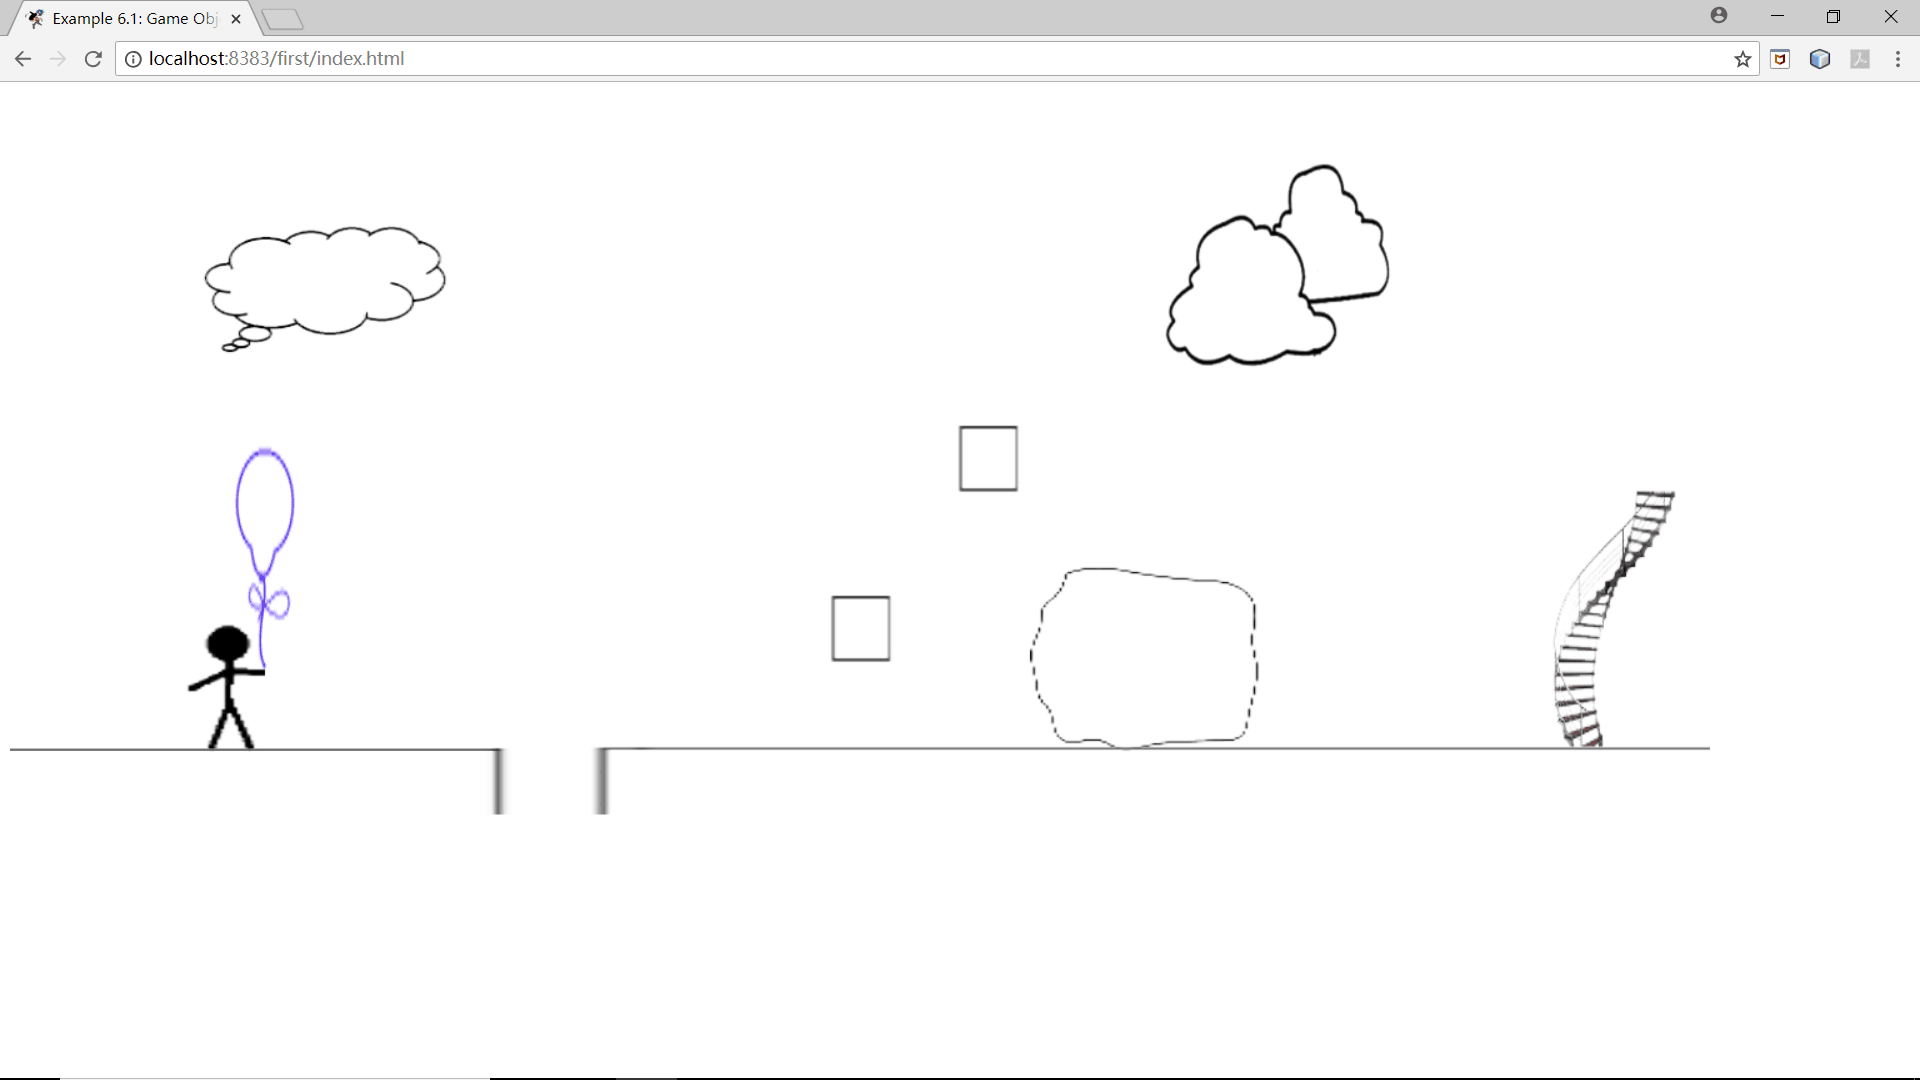 Example 6.1: Game Obj
localhost:8383/first/index.html